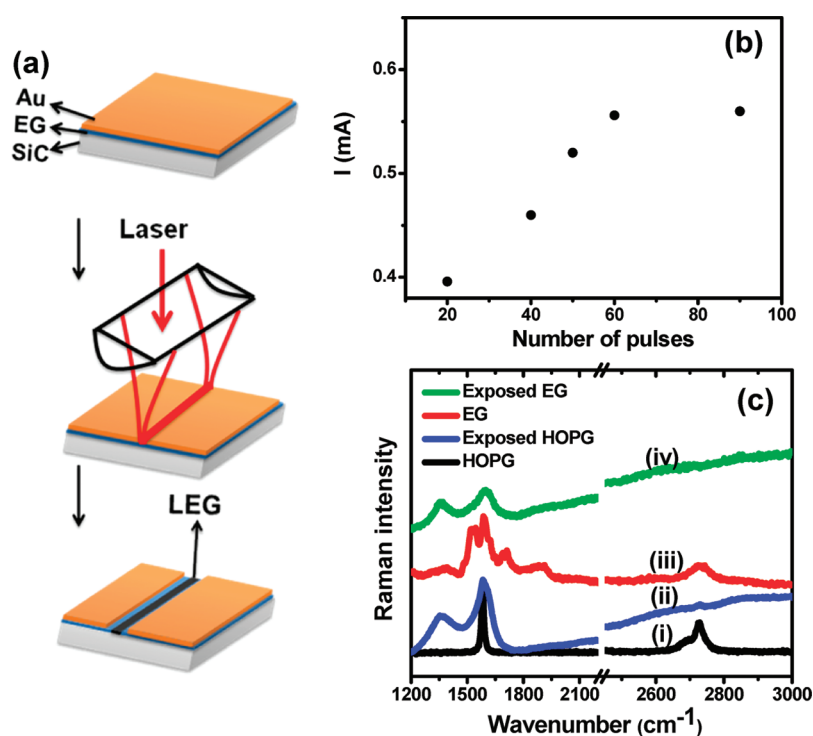 (a)
Au
EG
SiC
Laser
LEG
(b)
I (mA)
0.6
0.5
0.4
20 40 60 80 100
Number of pulses
(c)
Exposed EG
EG
Exposed HOPG
HOPG
(iv)
(iii)
(ii)
(i)
Raman intensity
1200 1500 1800 2100 2600 2800 3000
Wavenumber (cm⁻¹)